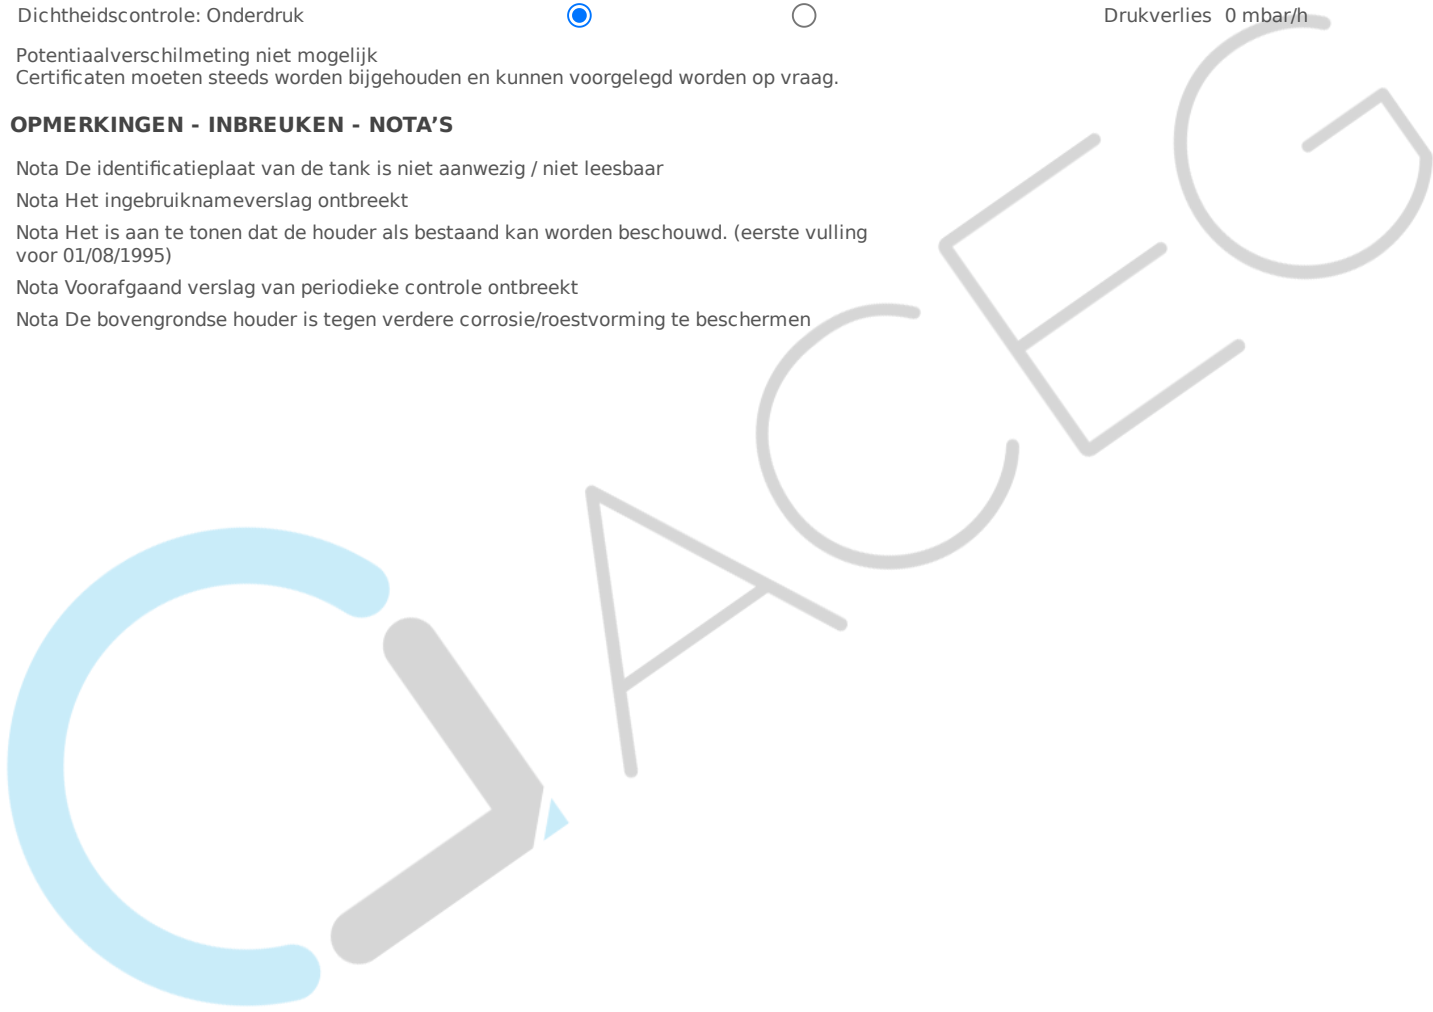 Dichtheidscontrole: Onderdruk Drukverlies 0 mbar/h
Potentiaalverschilmeting niet mogelijk
Certificaten moeten steeds worden bijgehouden en kunnen voorgelegd worden op vraag.
OPMERKINGEN - INBREUKEN - NOTA’S
Nota De identificatieplaat van de tank is niet aanwezig / niet leesbaar
Nota Het ingebruiknameverslag ontbreekt
Nota Het is aan te tonen dat de houder als bestaand kan worden beschouwd. (eerste vulling
voor 01/08/1995)
Nota Voorafgaand verslag van periodieke controle ontbreekt
Nota De bovengrondse houder is tegen verdere corrosie/roestvorming te beschermen
ACEG